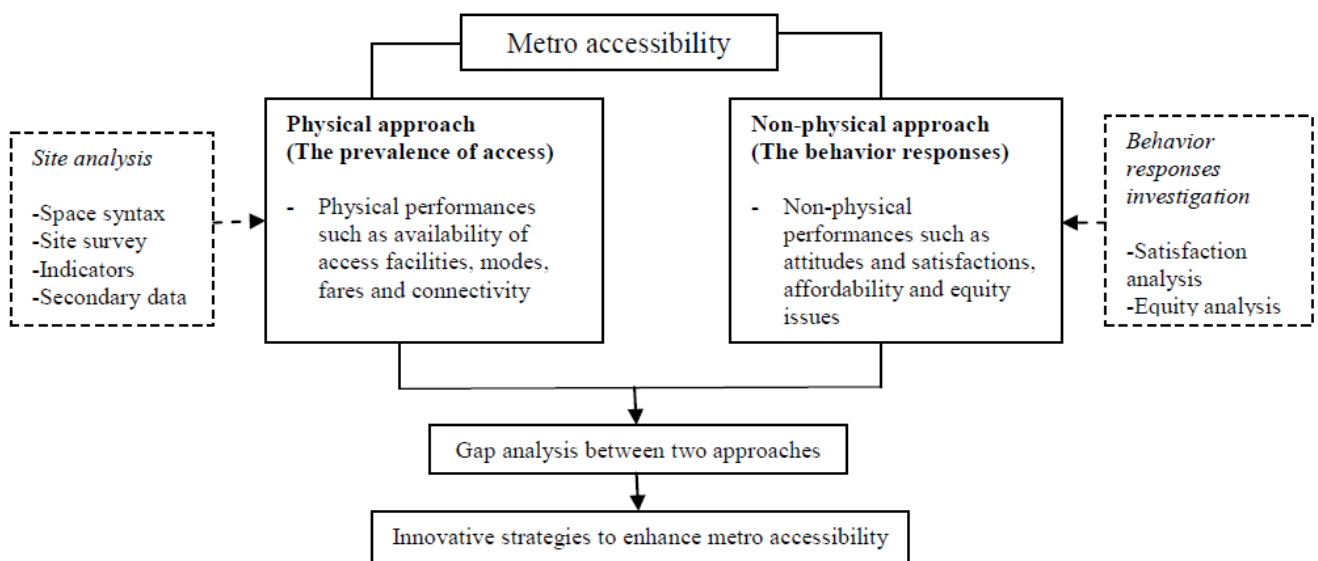 Metro accessibility
Site analysis
-Space syntax
-Site survey
-Indicators
-Secondary data
Physical approach
(The prevalence of access)
- Physical performances
such as availability of
access facilities, modes,
fares and connectivity
Non-physical approach
(The behavior responses)
- Non-physical
performances such as
attitudes and satisfactions,
affordability and equity
issues
Behavior
responses
investigation
-Satisfaction
analysis
-Equity analysis
Gap analysis between two approaches
Innovative strategies to enhance metro accessibility